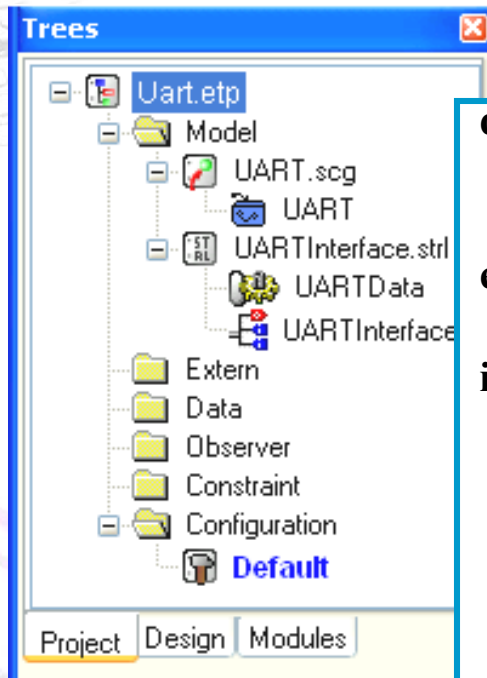 Trees
Uart.etp
Model
UART.scg
UART
UARTInterface.strl
UARTData
UARTInterface
Extern
Data
Observer
Constraint
Configuration
Default
Project Design Modules